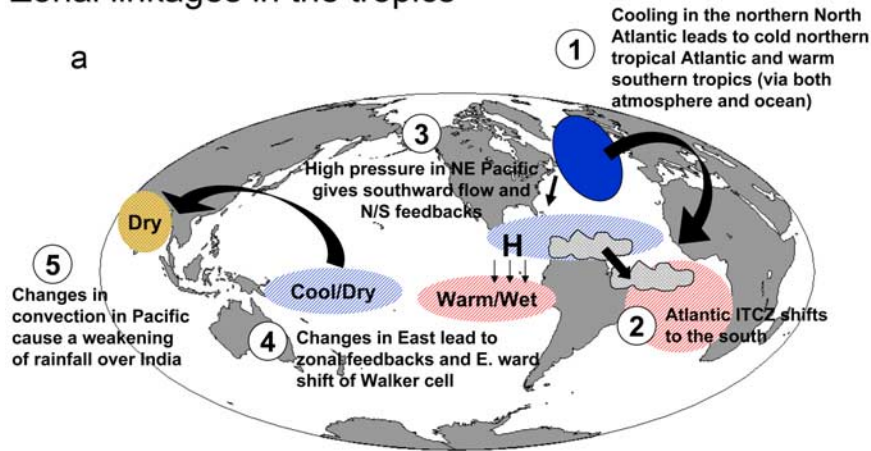 Zonal linkages in the tropics
a
1
Cooling in the northern North
Atlantic leads to cold northern
tropical Atlantic and warm
southern tropics (via both
atmosphere and ocean)
3
High pressure in NE Pacific
gives southward flow and
N/S feedbacks
Dry
H
5
Changes in
convection in Pacific
cause a weakening
of rainfall over India
Cool/Dry
Warm/Wet
4
Changes in East lead to
zonal feedbacks and E. ward
shift of Walker cell
2
Atlantic ITCZ shifts
to the south